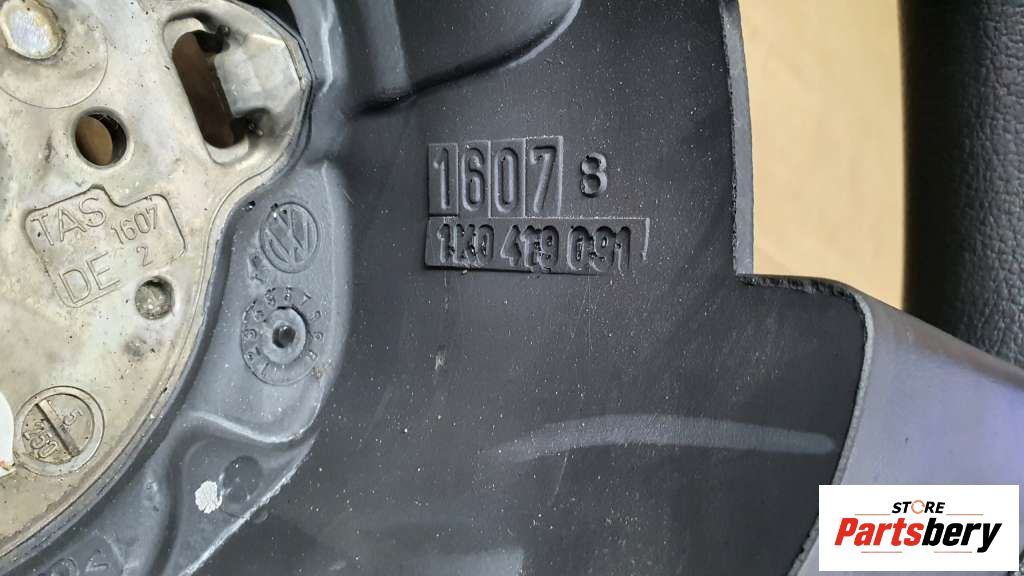 1607 8
1K0 419 091
TAS
1607
DE
2
STORE
Partsbery